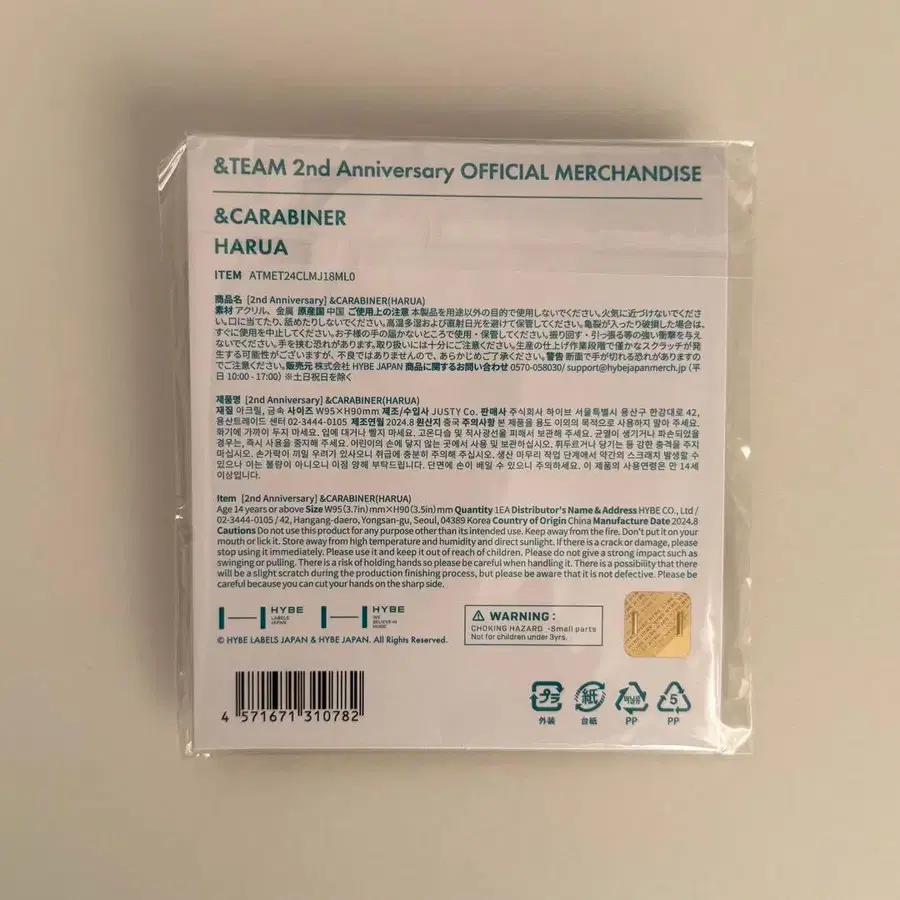 &TEAM 2nd Anniversary OFFICIAL MERCHANDISE
&CARABINER
HARUA
ITEM ATMET24CLMJ18ML0
商品名 [2nd Anniversary] &CARABINER(HARUA)
素材 アクリル、金属 原産国 中国 ご使用上の注意 本製品を用途以外の目的で使用しないでください。火気に近づけないでください。口に当てたり、舐めたりしないでください。高温多湿および直射日光を避けて保管してください。亀裂が入ったり破損した場合は、
すぐに使用を中止してください。お子様の手の届かないところで使用・保管してください。振り回す・引っ張る等の強い衝撃を与えないでください。手を挟む恐れがあります。取り扱いには十分にご注意ください。生産の仕上げ作業段階で僅かなスクラッチが発
生する可能性がございますが、不良ではありませんので、あらかじめご了承ください。警告 断面で手が切れる恐れがありますの
でご注意ください。販売元 株式会社 HYBE JAPAN 商品に関するお問い合わせ 0570-058030/ support@hybejapanmerch.jp (平
日 10:00 - 17:00) ※土日祝日を除く
제품명 [2nd Anniversary] &CARABINER(HARUA)
재질 아크릴, 금속 사이즈 W95×H90mm 제조/수입사 JUSTY Co. 판매사 주식회사 하이브 서울특별시 용산구 한강대로 42,
용산트레이드 센터 02-3444-0105 제조연월 2024.8 원산지 중국 주의사항 본 제품을 용도 이외의 목적으로 사용하지 말아 주세요.
화기에 가까이 두지 마세요. 입에 대거나 빨지 마세요. 고온다습 및 직사광선을 피해서 보관해 주세요. 균열이 생기거나 파손되었을
경우는, 즉시 사용을 중지해 주세요. 어린이의 손에 닿지 않는 곳에서 사용 및 보관하십시오. 휘두르거나 당기는 등 강한 충격을 주지
마십시오. 손가락이 끼일 우려가 있사오니 취급에 충분히 주의해 주십시오. 생산 마무리 작업 단계에서 약간의 스크래치 발생할 수
있으나 이는 불량이 아니오니 이점 양해 부탁드립니다. 단면에 손이 베일 수 있으니 주의하세요. 이 제품의 사용연령은 만 14세
이상입니다.
Item [2nd Anniversary] &CARABINER(HARUA)
Age 14 years or above Size W95(3.7in)mm×H90(3.5in)mm Quantity 1EA Distributor's Name & Address HYBE CO., Ltd /
02-3444-0105 / 42, Hangang-daero, Yongsan-gu, Seoul, 04389 Korea Country of Origin China Manufacture Date 2024.8
Cautions Do not use this product for any purpose other than its intended use. Keep away from the fire. Don't put it on your
mouth or lick it. Store away from high temperature and humidity and direct sunlight. If there is a crack or damage, please
stop using it immediately. Please use it and keep it out of reach of children. Please do not give a strong impact such as
swinging or pulling. There is a risk of holding hands so please be careful when handling it. There is a possibility that there
will be a slight scratch during the production finishing process, but please be aware that it is not defective. Please be
careful because you can cut your hands on the sharp side.
HYBE LABELS JAPAN
HYBE WE BELIEVE IN MUSIC
⚠ WARNING :
CHOKING HAZARD -Small parts
Not for children under 3yrs.
© HYBE LABELS JAPAN & HYBE JAPAN. All Rights Reserved.
4 571671 310782
プラ 紙 비닐류 5
外装 台紙 PP PP